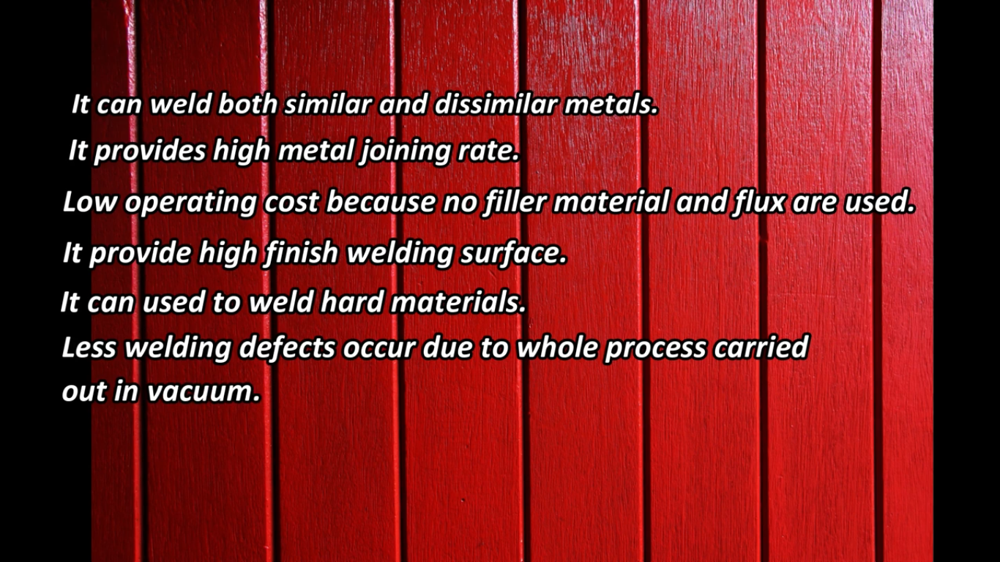 It can weld both similar and dissimilar metals.
It provides high metal joining rate.
Low operating cost because no filler material and flux are used.
It provide high finish welding surface.
It can used to weld hard materials.
Less welding defects occur due to whole process carried
out in vacuum.